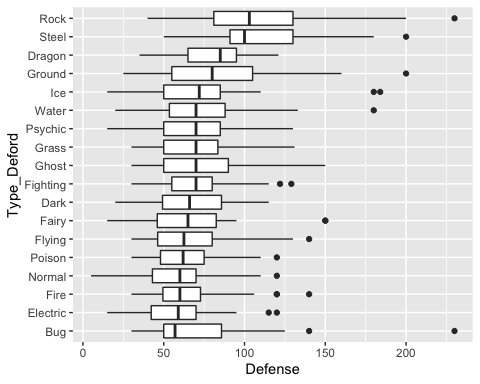 Rock
Steel
Dragon
Ground
Ice
Water
Psychic
Grass
Ghost
Fighting
Dark
Fairy
Flying
Poison
Normal
Fire
Electric
Bug
Type_Deford
0 50 100 150 200
Defense